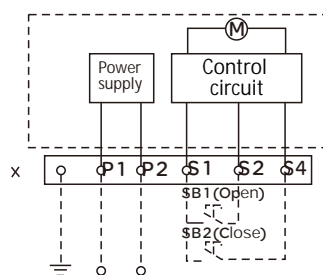 M
Power
supply
Control
circuit
x P1 P2 S1 S2 S4
SB1(Open)
SB2(Close)